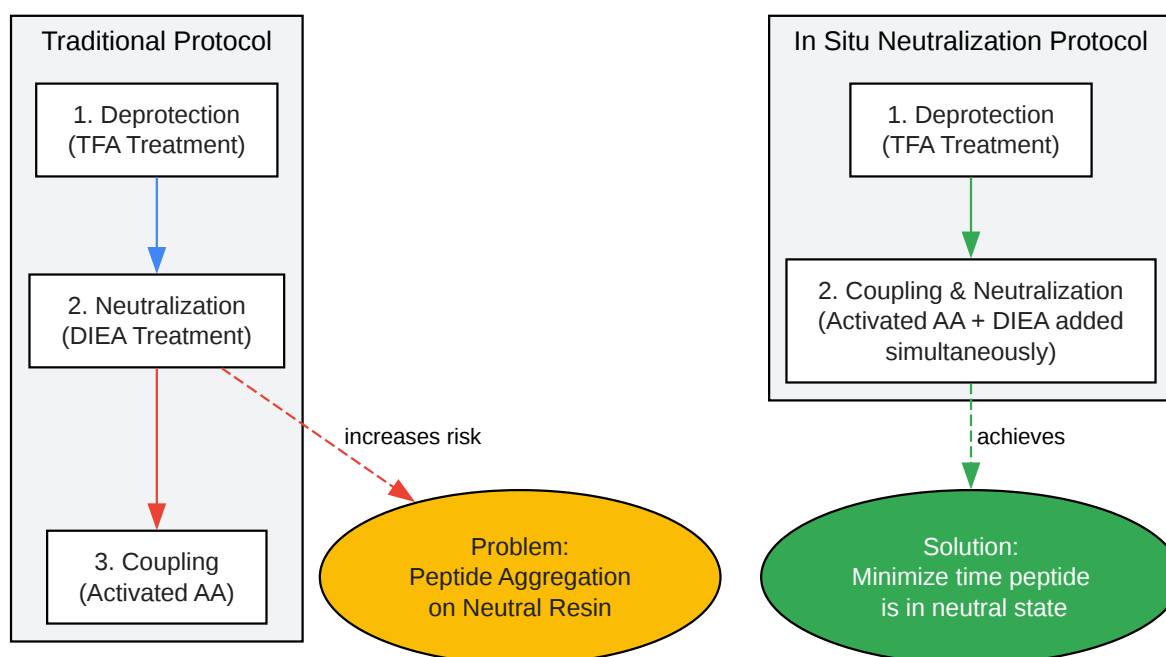 Traditional Protocol
1. Deprotection
(TFA Treatment)
2. Neutralization
(DIEA Treatment)
increases risk
3. Coupling
(Activated AA)
Problem:
Peptide Aggregation
on Neutral Resin
In Situ Neutralization Protocol
1. Deprotection
(TFA Treatment)
2. Coupling & Neutralization
(Activated AA + DIEA added
simultaneously)
achieves
Solution:
Minimize time peptide
is in neutral state